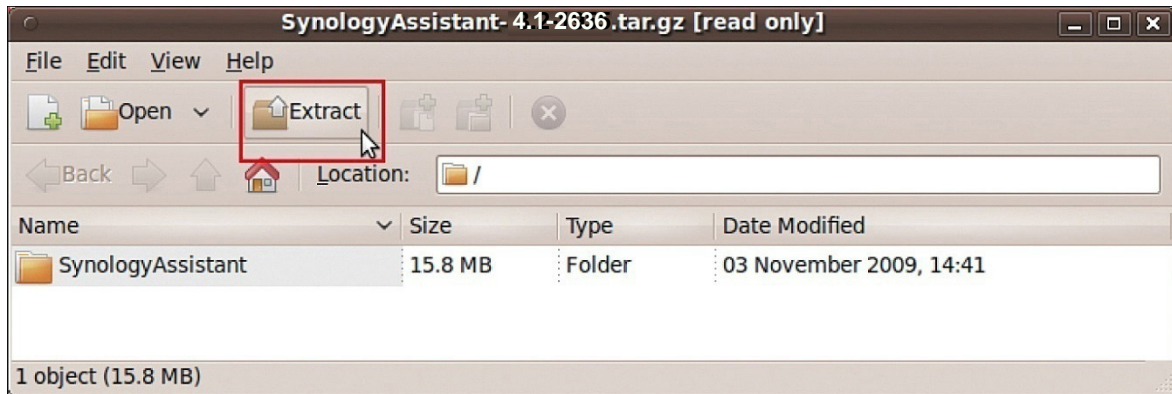 SynologyAssistant- 4.1-2636.tar.gz [read only]
File Edit View Help
Open Extract
Back Location: /
Name Size Type Date Modified
SynologyAssistant 15.8 MB Folder 03 November 2009, 14:41
1 object (15.8 MB)